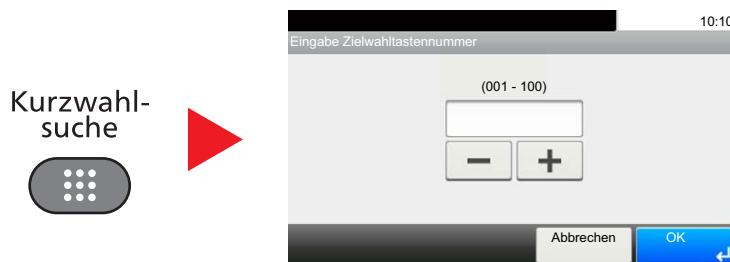 Kurzwahl-
suche
10:10
Eingabe Zielwahltastennummer
(001 - 100)
Abbrechen
OK